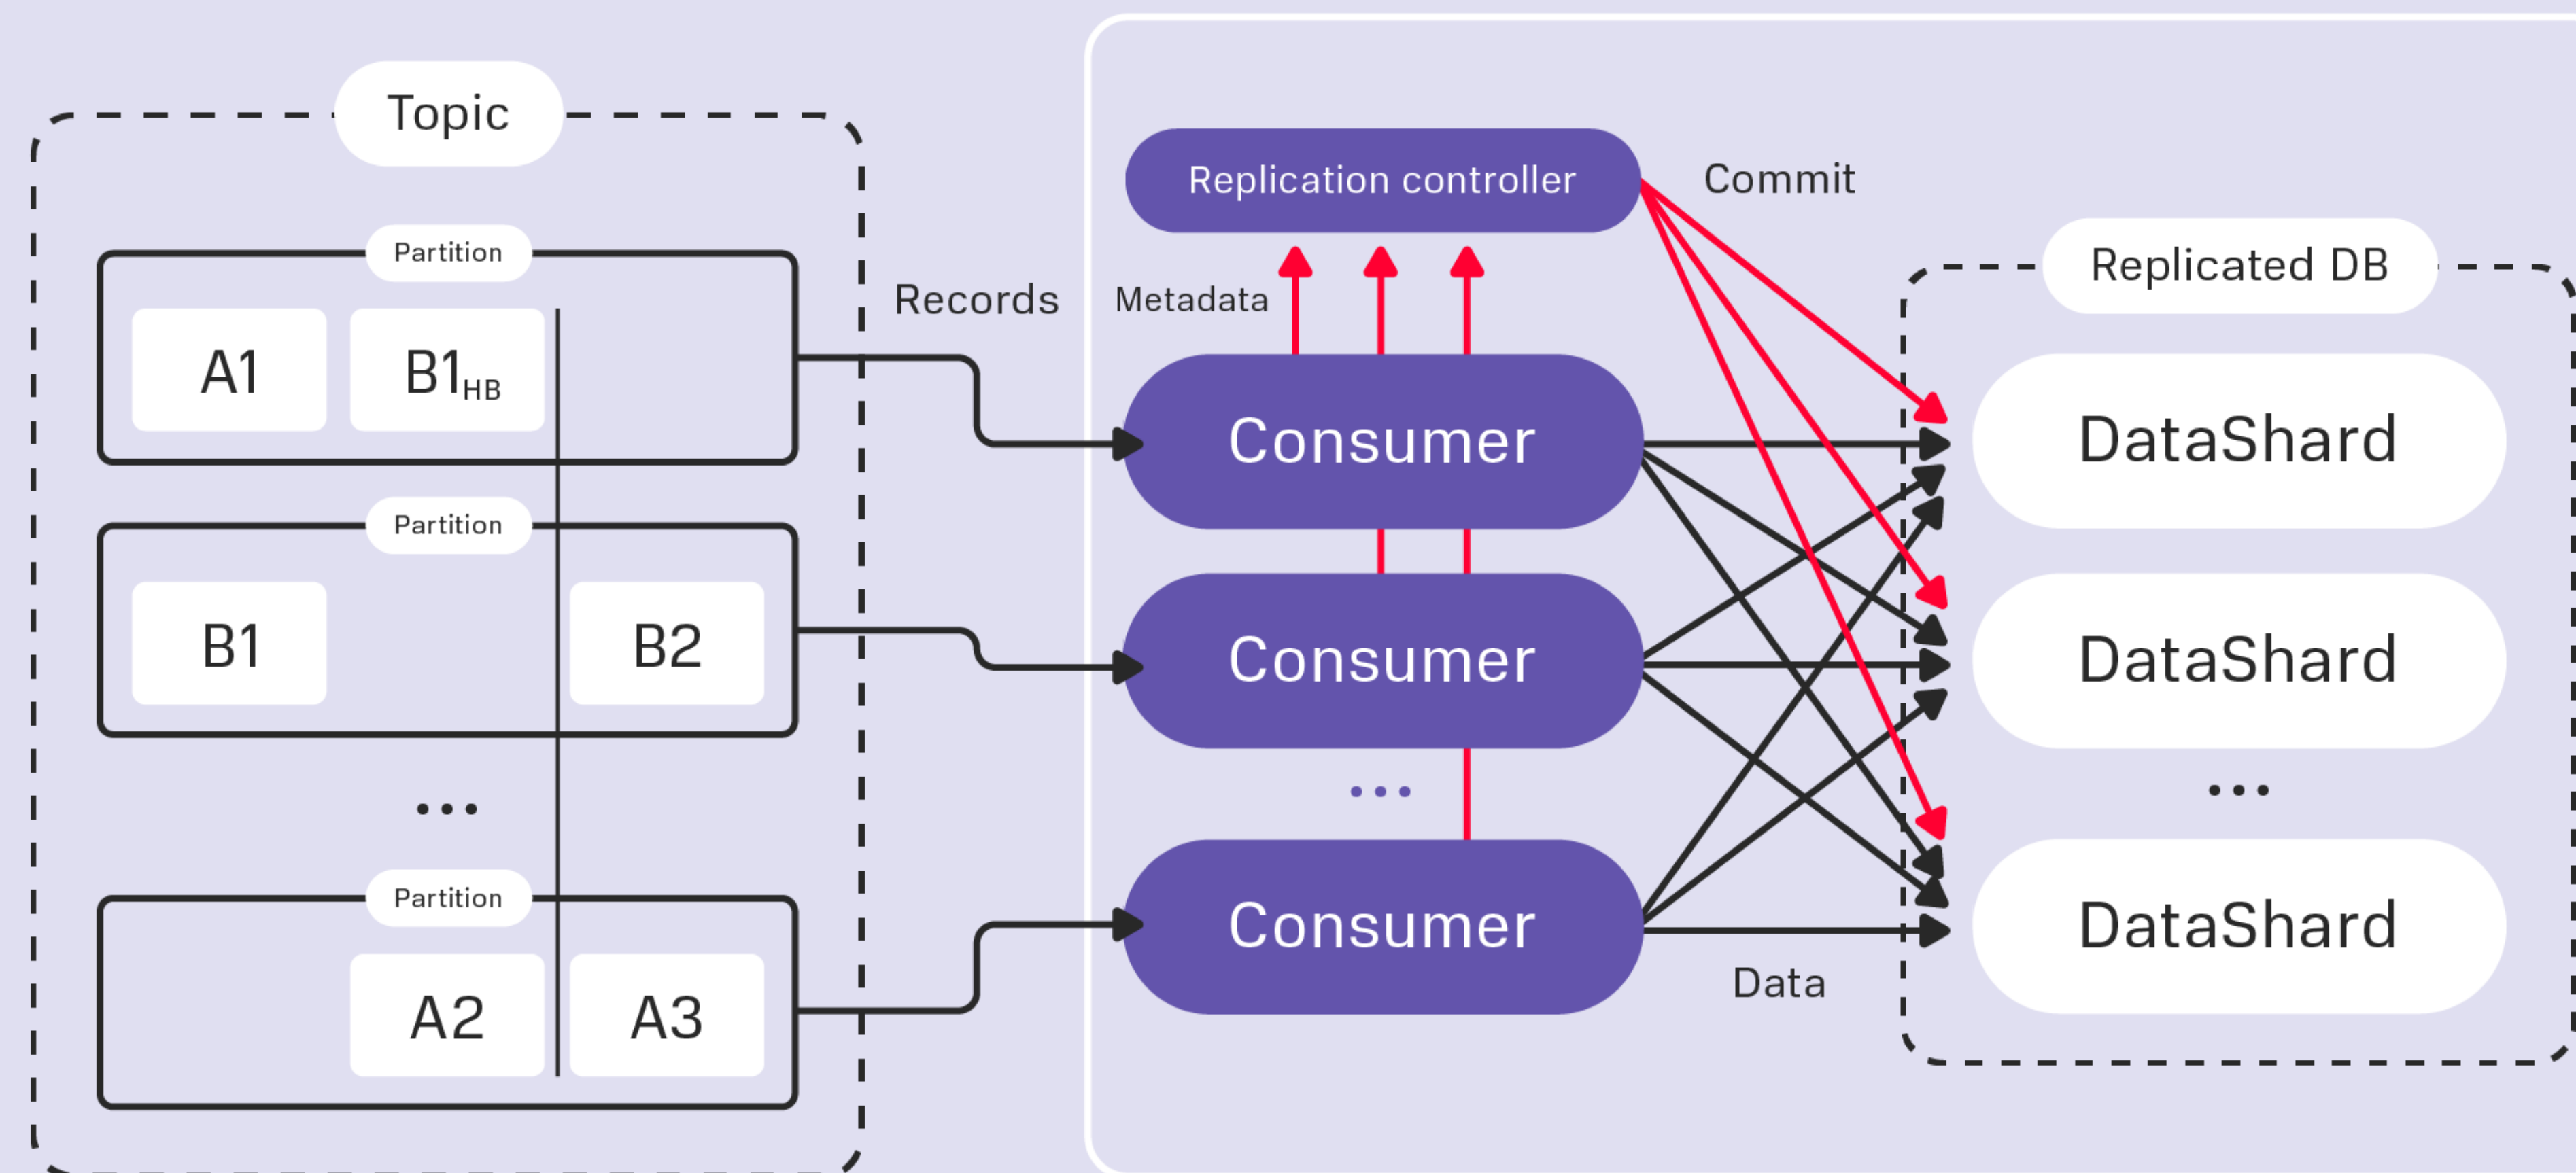 Topic
Partition
A1
B1HB
Partition
B1
B2
...
Partition
A2
A3
Records
Replication controller
Metadata
Consumer
Consumer
...
Consumer
Commit
Data
Replicated DB
DataShard
DataShard
...
DataShard